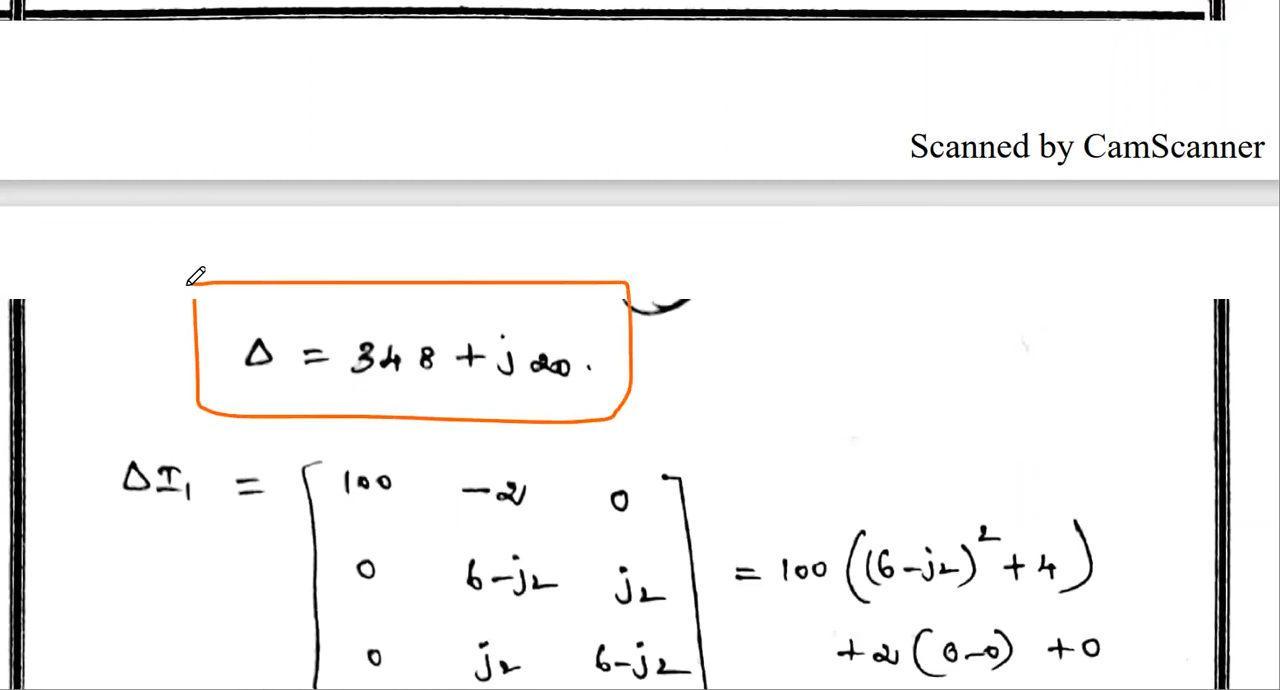 Scanned by CamScanner
Δ = 348 + j20.
ΔI₁ = [ 100 -2 0
0 6-j2 j2
0 j2 6-j2 ]
= 100 ((6-j2)² + 4)
+2 (0-0) +0